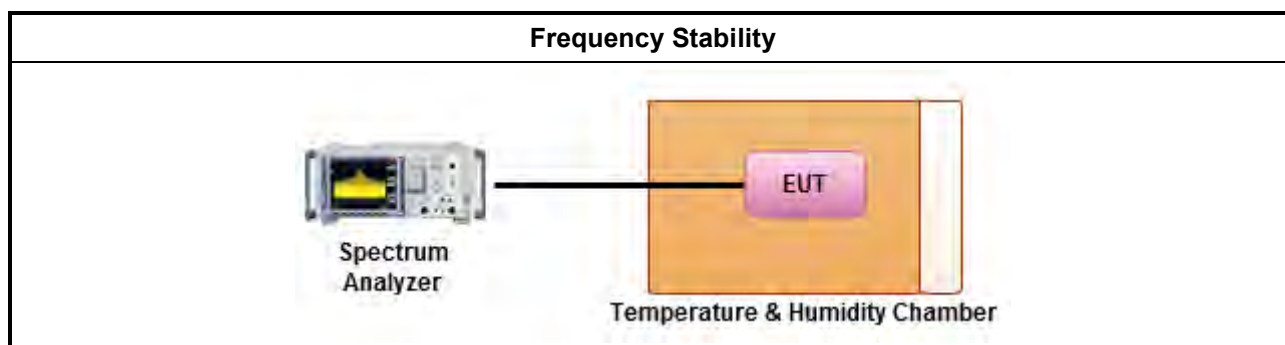 Frequency Stability
EUT
Spectrum
Analyzer
Temperature & Humidity Chamber